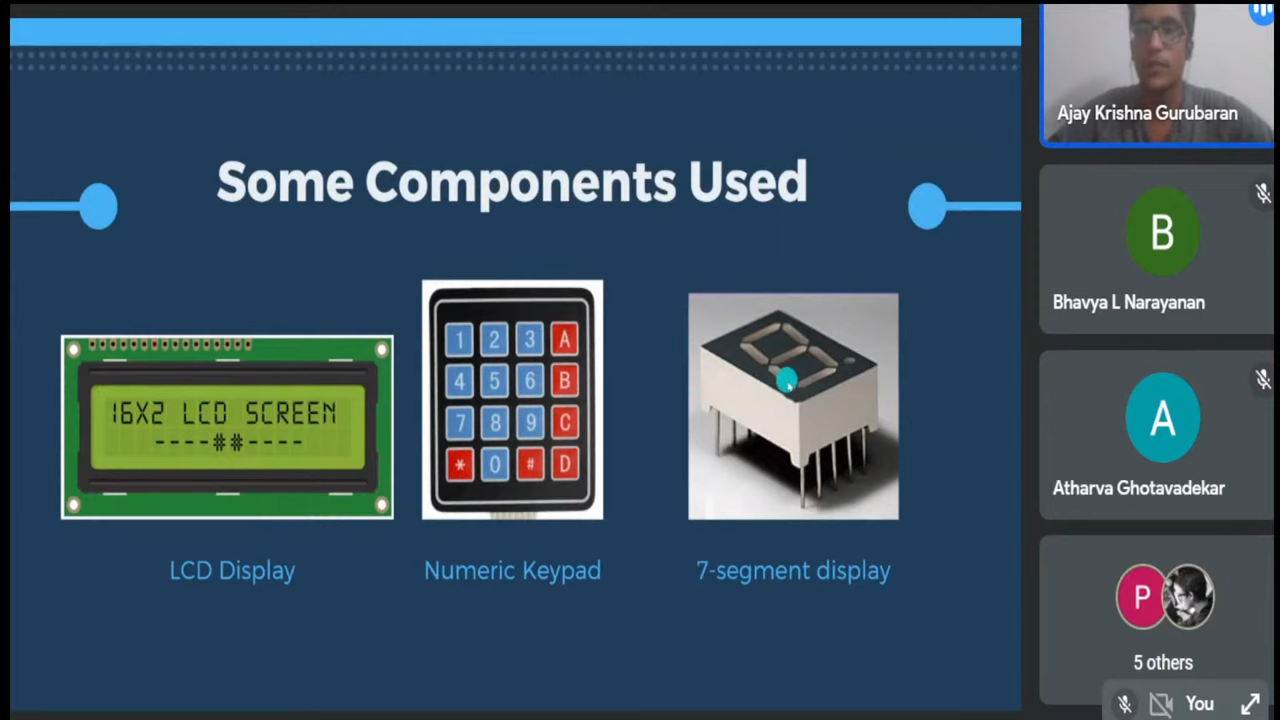 Some Components Used
16X2 LCD SCREEN
----##----
1 2 3 A
4 5 6 B
7 8 9 C
* 0 # D
LCD Display
Numeric Keypad
7-segment display
Ajay Krishna Gurubaran
B
Bhavya L Narayanan
A
Atharva Ghotavadekar
P
5 others
You